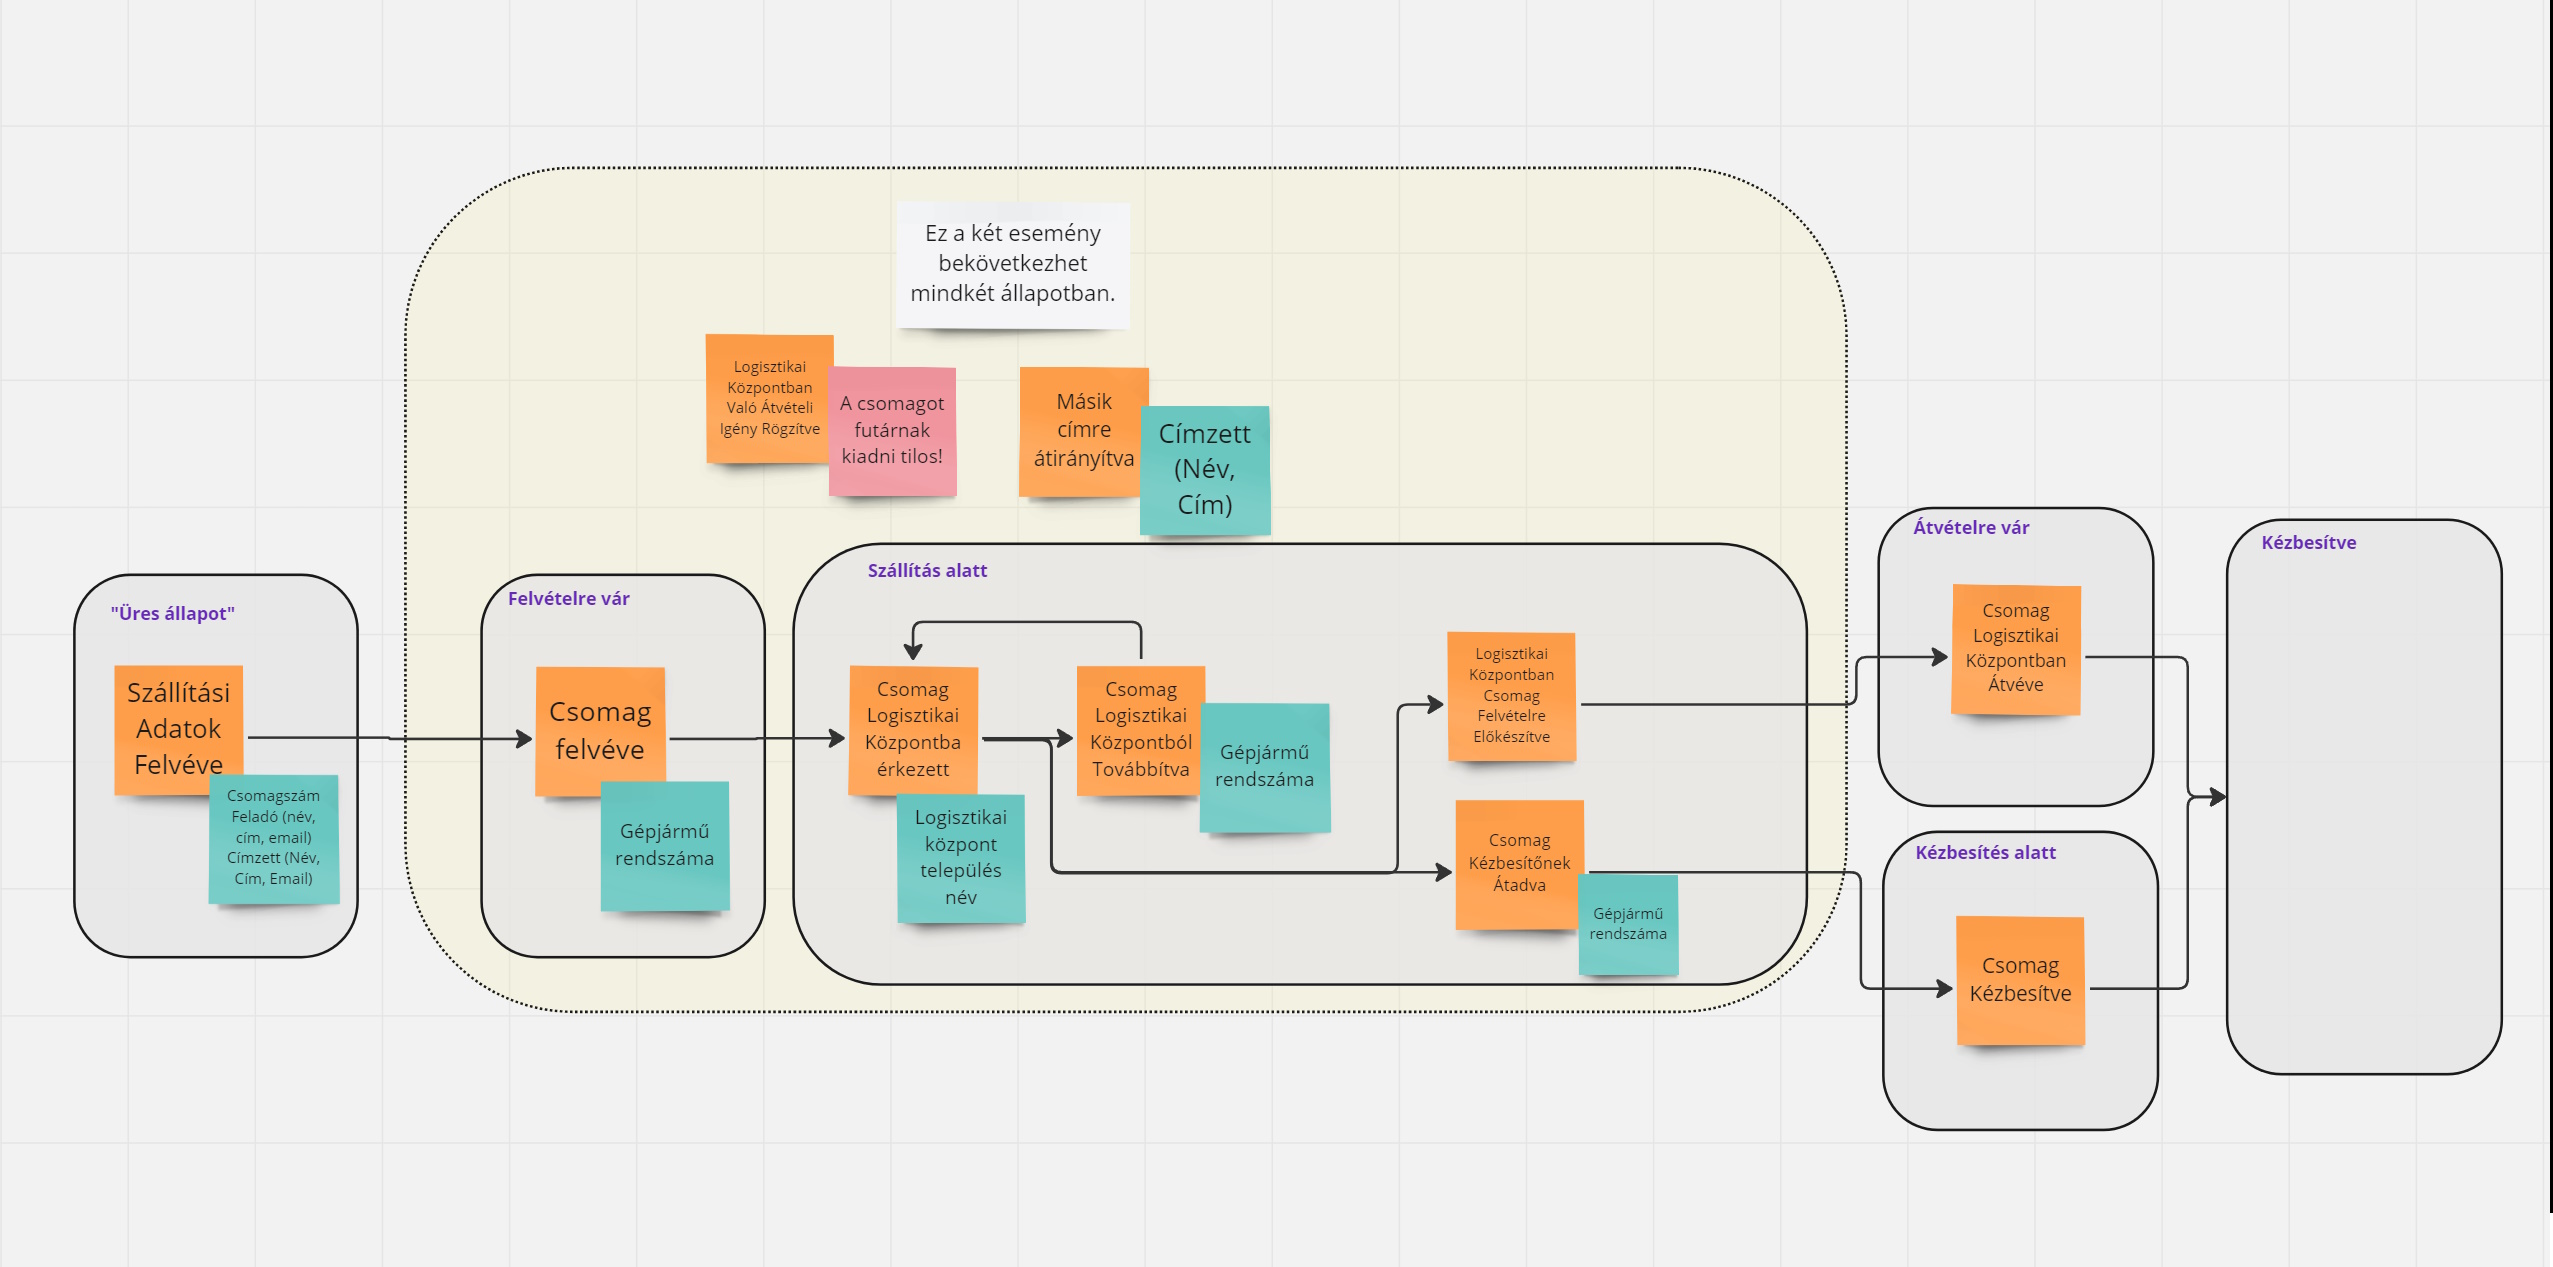 Ez a két esemény
bekövetkezhet
mindkét állapotban.
Logisztikai
Központban
Való Átvételi
Igény Rögzítve
A csomagot
futárnak
kiadni tilos!
Másik
címre
átirányítva
Címzett
(Név,
Cím)
"Üres állapot"
Szállítási
Adatok
Felvéve
Csomagszám
Feladó (név,
cím, email)
Címzett (Név,
Cím, Email)
Felvételre vár
Csomag
felvéve
Gépjármű
rendszáma
Szállítás alatt
Csomag
Logisztikai
Központba
érkezett
Logisztikai
központ
település
név
Csomag
Logisztikai
Központból
Továbbítva
Gépjármű
rendszáma
Logisztikai
Központban
Csomag
Felvételre
Előkészítve
Csomag
Kézbesítőnek
Átadva
Gépjármű
rendszáma
Átvételre vár
Csomag
Logisztikai
Központban
Átvéve
Kézbesítés alatt
Csomag
Kézbesítve
Kézbesítve